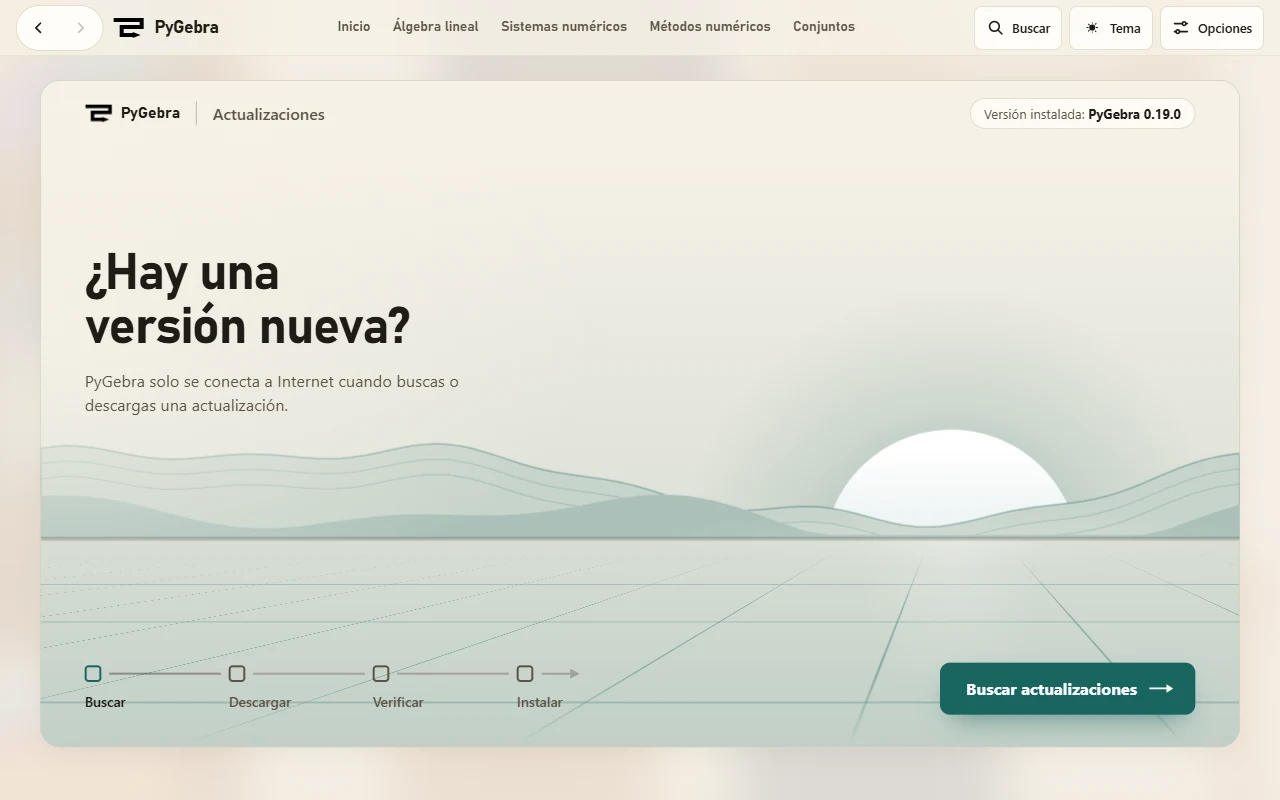 PyGebra
Inicio
Álgebra lineal
Sistemas numéricos
Métodos numéricos
Conjuntos
Buscar
Tema
Opciones
PyGebra
Actualizaciones
Versión instalada: PyGebra 0.19.0
¿Hay una
versión nueva?
PyGebra solo se conecta a Internet cuando buscas o
descargas una actualización.
Buscar
Descargar
Verificar
Instalar
Buscar actualizaciones